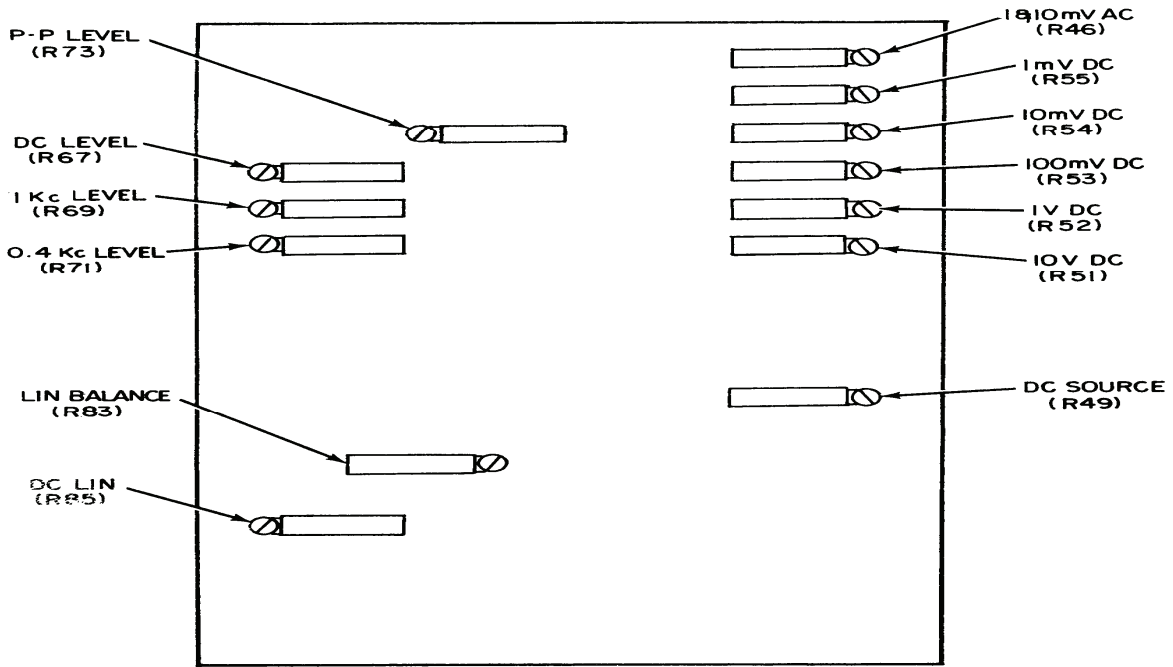 P-P LEVEL
(R73)
DC LEVEL
(R67)
1 Kc LEVEL
(R69)
0.4 Kc LEVEL
(R71)
LIN BALANCE
(R83)
DC LIN
(R85)
1&10mV AC
(R46)
1mV DC
(R55)
10mV DC
(R54)
100mV DC
(R53)
1V DC
(R52)
10V DC
(R51)
DC SOURCE
(R49)